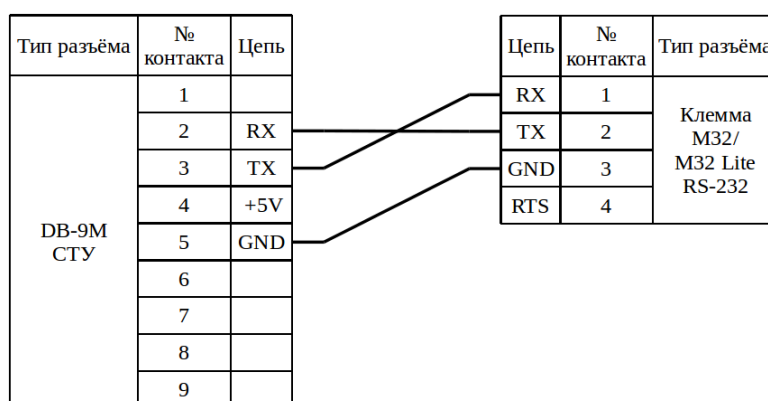 Тип разъёма № контакта Цепь
1
2 RX
3 TX
4 +5V
DB-9M
СТУ
5 GND
6
7
8
9
Цепь № контакта Тип разъёма
RX 1
TX 2
GND 3
RTS 4
Клемма
M32/
M32 Lite
RS-232